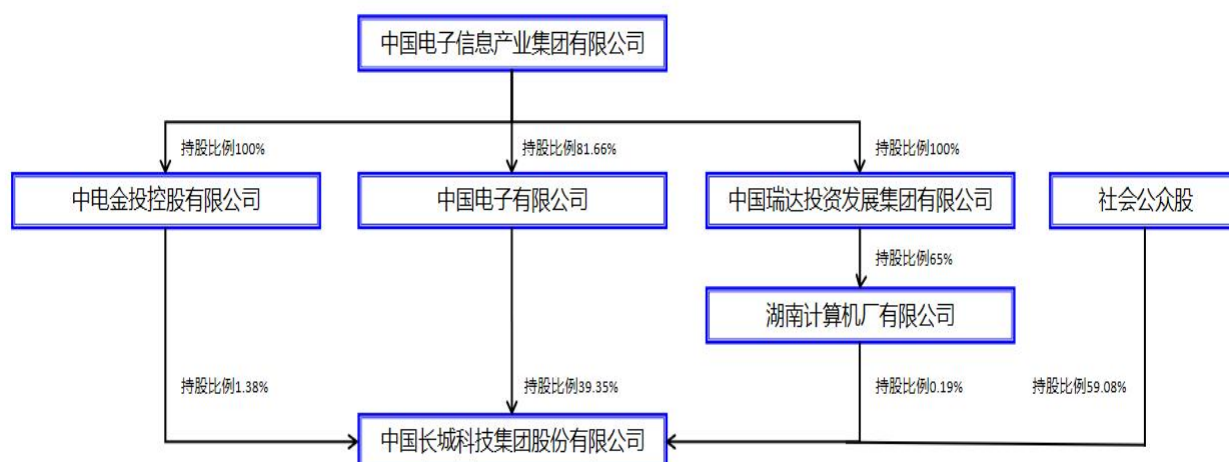 中国电子信息产业集团有限公司
持股比例100%
持股比例81.66%
持股比例100%
中电金投控股有限公司
中国电子有限公司
中国瑞达投资发展集团有限公司
社会公众股
持股比例65%
湖南计算机厂有限公司
持股比例1.38%
持股比例39.35%
持股比例0.19%
持股比例59.08%
中国长城科技集团股份有限公司